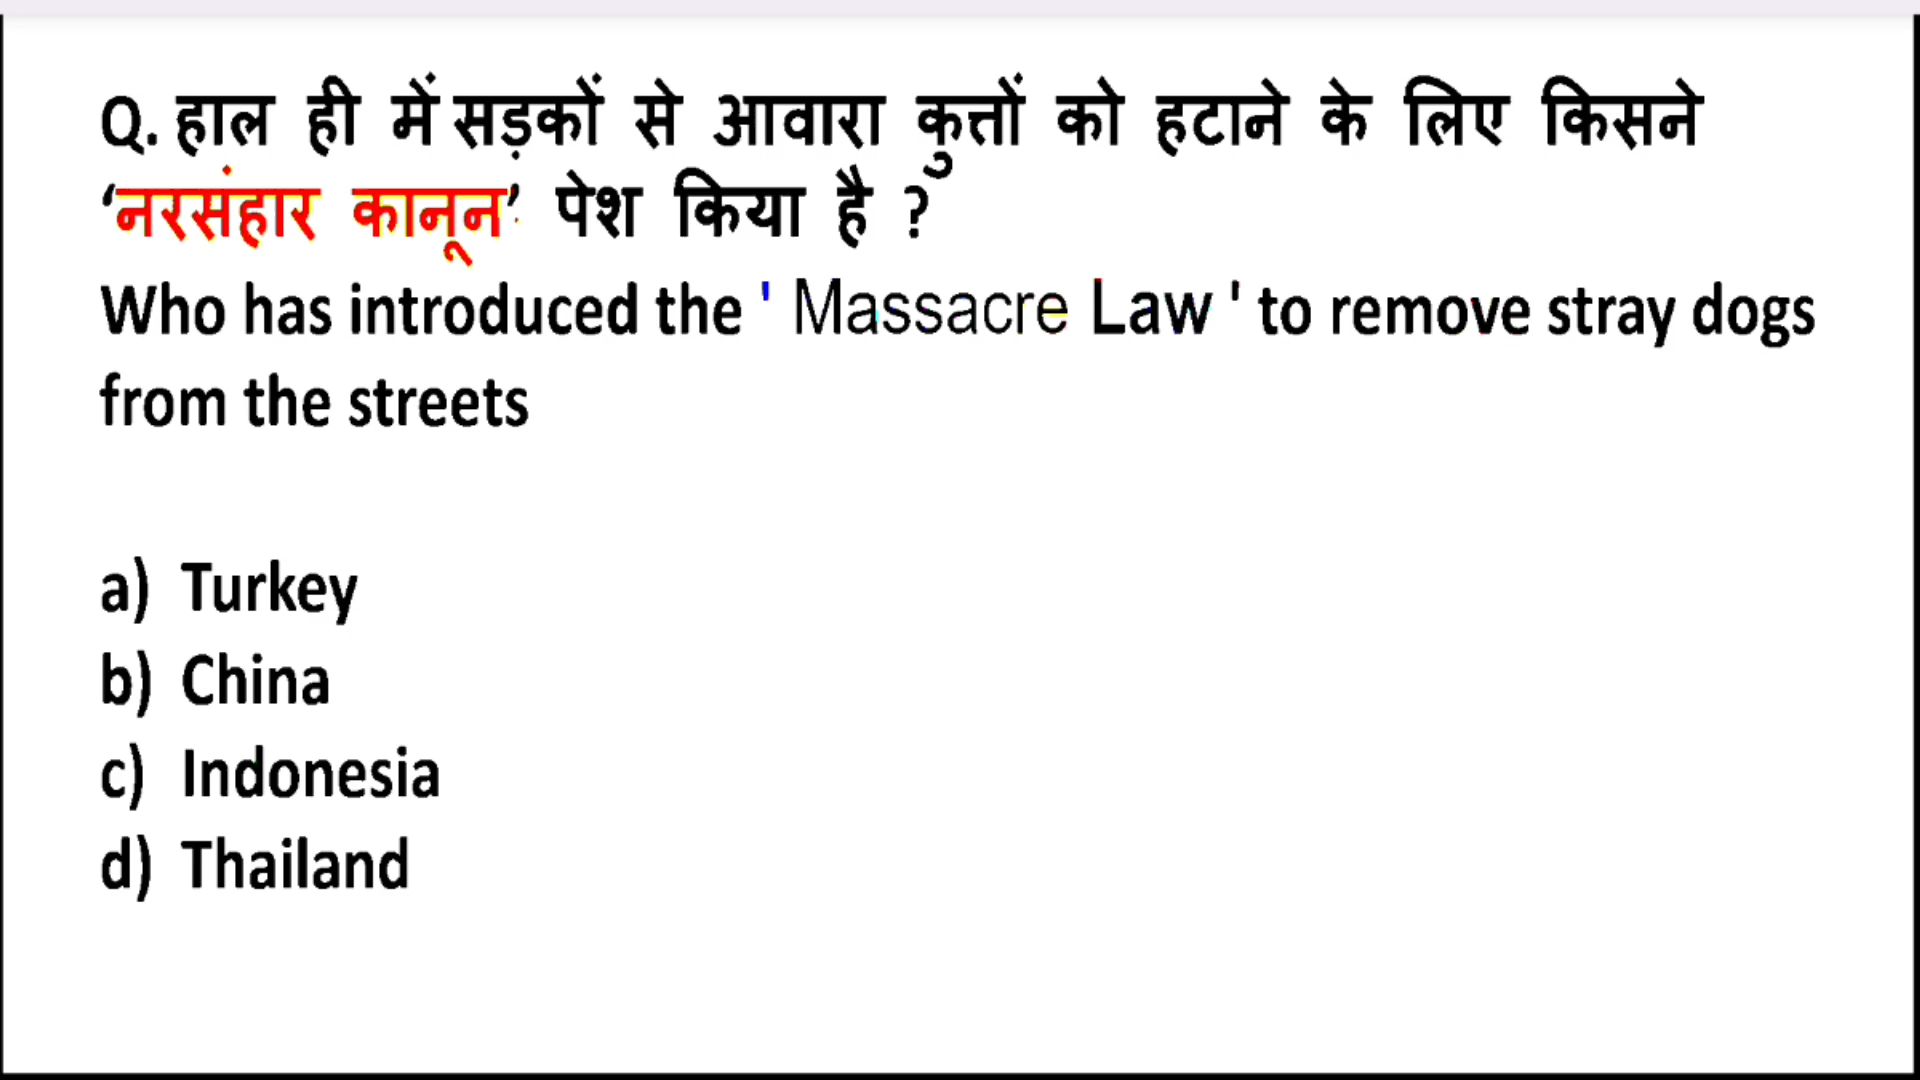 Q. हाल ही में सड़कों से आवारा कुत्तों को हटाने के लिए किसने
‘नरसंहार कानून’ पेश किया है ?
Who has introduced the ' Massacre Law ' to remove stray dogs
from the streets
a) Turkey
b) China
c) Indonesia
d) Thailand